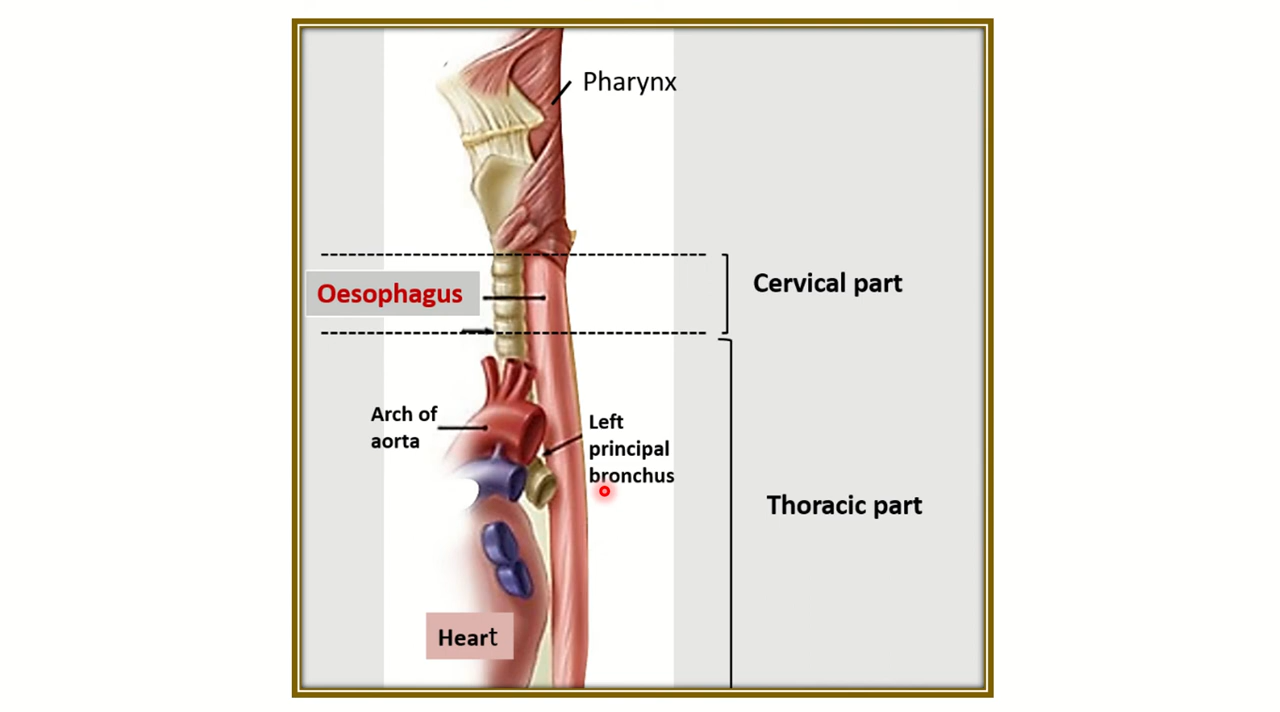 Pharynx
Oesophagus
Cervical part
Arch of
aorta
Left
principal
bronchus
Thoracic part
Heart